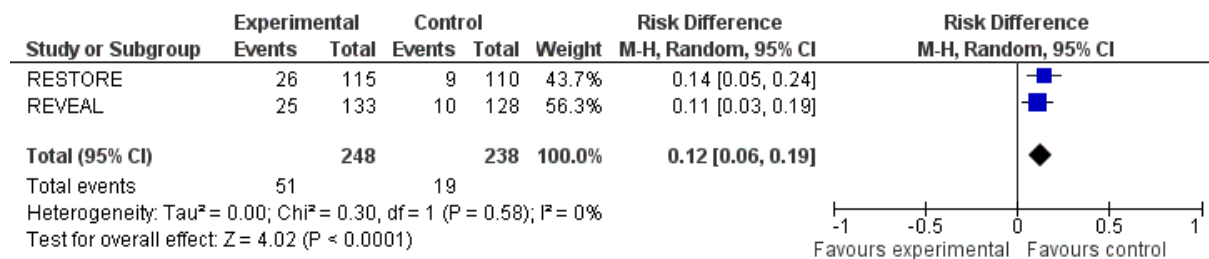 Experimental Control Risk Difference Risk Difference
Study or Subgroup Events Total Events Total Weight M-H, Random, 95% CI M-H, Random, 95% CI
RESTORE 26 115 9 110 43.7% 0.14 [0.05, 0.24]
REVEAL 25 133 10 128 56.3% 0.11 [0.03, 0.19]
Total (95% CI) 248 238 100.0% 0.12 [0.06, 0.19]
Total events 51 19
Heterogeneity: Tau² = 0.00; Chi² = 0.30, df = 1 (P = 0.58); I² = 0%
Test for overall effect: Z = 4.02 (P < 0.0001)
-1 -0.5 0 0.5 1
Favours experimental Favours control